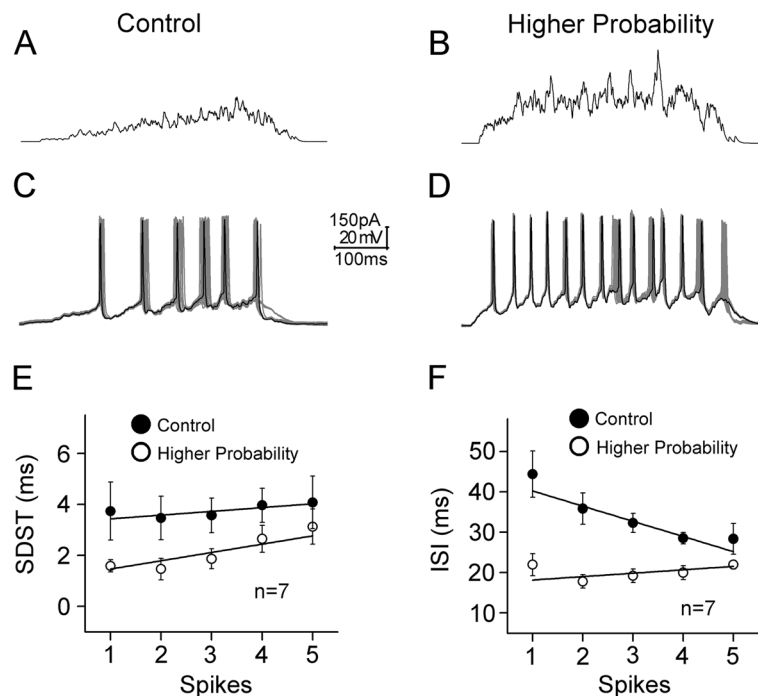 Control
Higher Probability
A
B
C
D
150pA
20mV
100ms
E
F
Control
Higher Probability
6
4
2
0
SDST (ms)
n=7
1 2 3 4 5
Spikes
Control
Higher Probability
50
40
30
20
10
ISI (ms)
n=7
1 2 3 4 5
Spikes